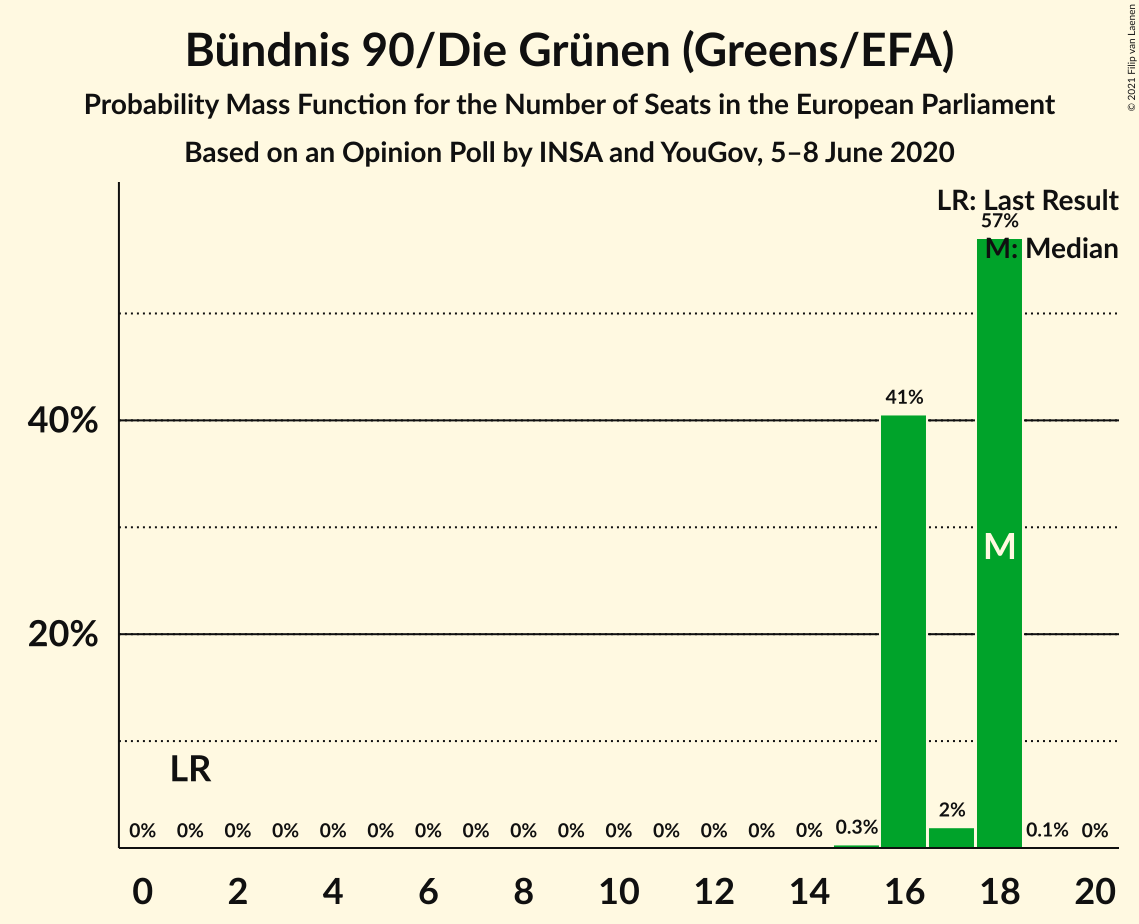 Bündnis 90/Die Grünen (Greens/EFA)
Probability Mass Function for the Number of Seats in the European Parliament
Based on an Opinion Poll by INSA and YouGov, 5–8 June 2020
© 2021 Filip van Laenen
LR: Last Result
57%
M: Median
41%
40%
M
20%
LR
2%
0% 0% 0% 0% 0% 0% 0% 0% 0% 0% 0% 0% 0% 0% 0% 0.3% 0.1% 0%
0 2 4 6 8 10 12 14 16 18 20